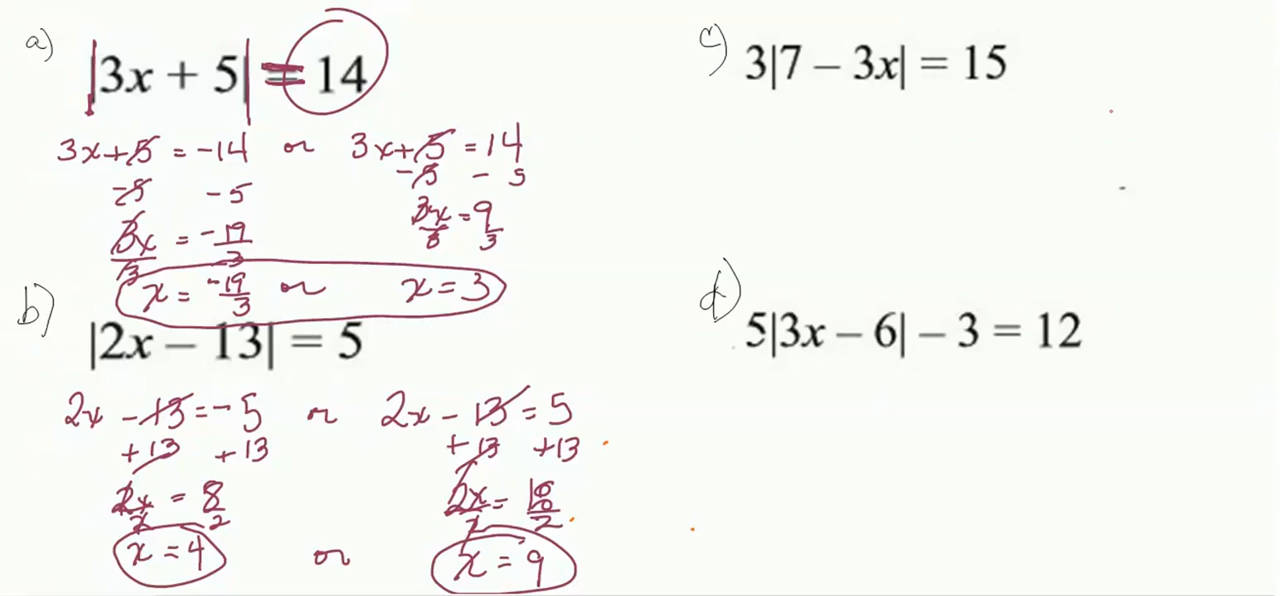 a)
|3x + 5| = 14
3x+5 = -14 or 3x+5 = 14
-5 -5 -5 - 5
3x/3 = -19/3 3x/3 = 9/3
x = -19/3 or x = 3
b)
|2x – 13| = 5
2x - 13 = -5 or 2x - 13 = 5
+13 +13 +13 +13
2x/2 = 8/2 2x/2 = 18/2
x = 4 or x = 9
c)
3|7 – 3x| = 15
d)
5|3x – 6| – 3 = 12